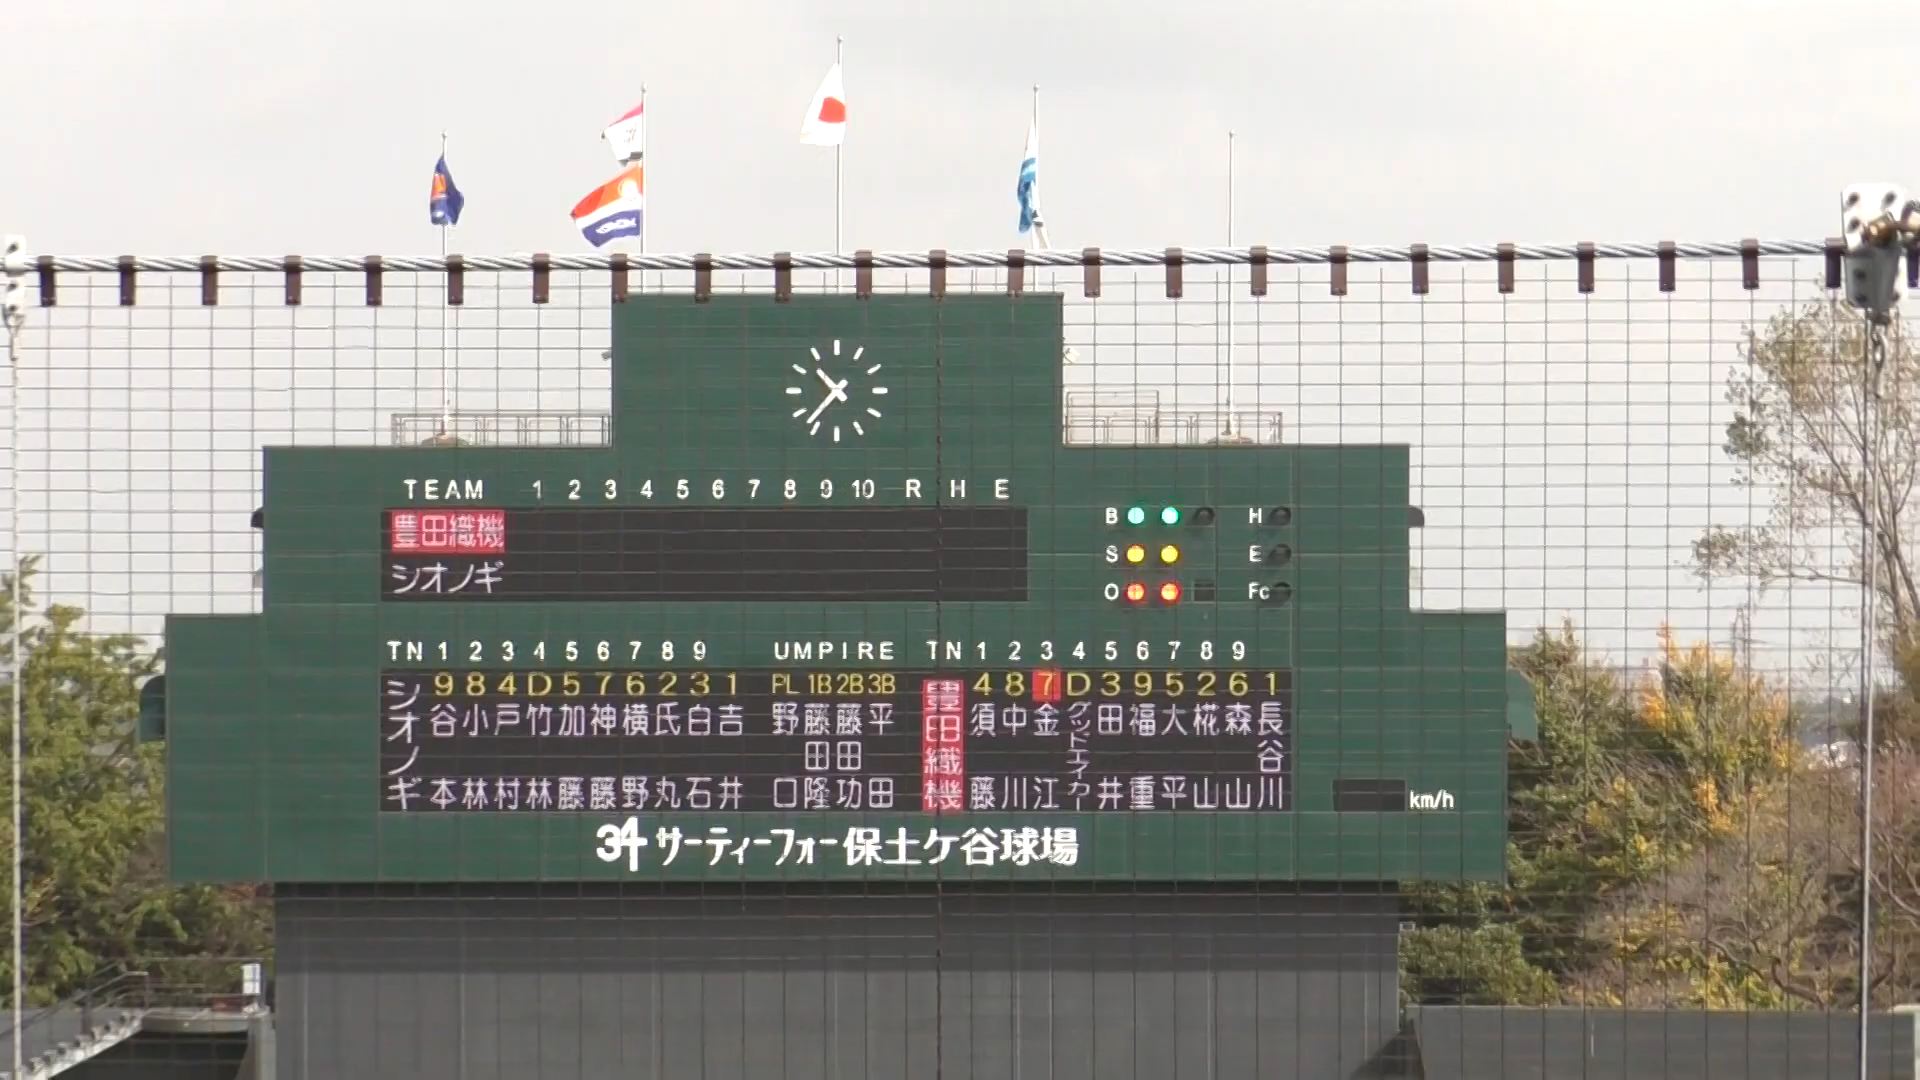 TEAM 1 2 3 4 5 6 7 8 9 10 R H E
豊田織機
シオノギ
B H
S E
O Fc
TN 1 2 3 4 5 6 7 8 9 UMPIRE TN 1 2 3 4 5 6 7 8 9
シオノギ 9 8 4 D 5 7 6 2 3 1 PL 1B 2B 3B 豊田織機 4 8 7 D 3 9 5 2 6 1
谷本 小林 戸村 竹林 加藤 神藤 横野 氏丸 白石 吉井 野口 藤田隆 藤田功 平田 須藤 中川 金江 グッドエイカー 田井 福重 大平 椛山 森山 長谷川
km/h
34 サーティーフォー保土ケ谷球場